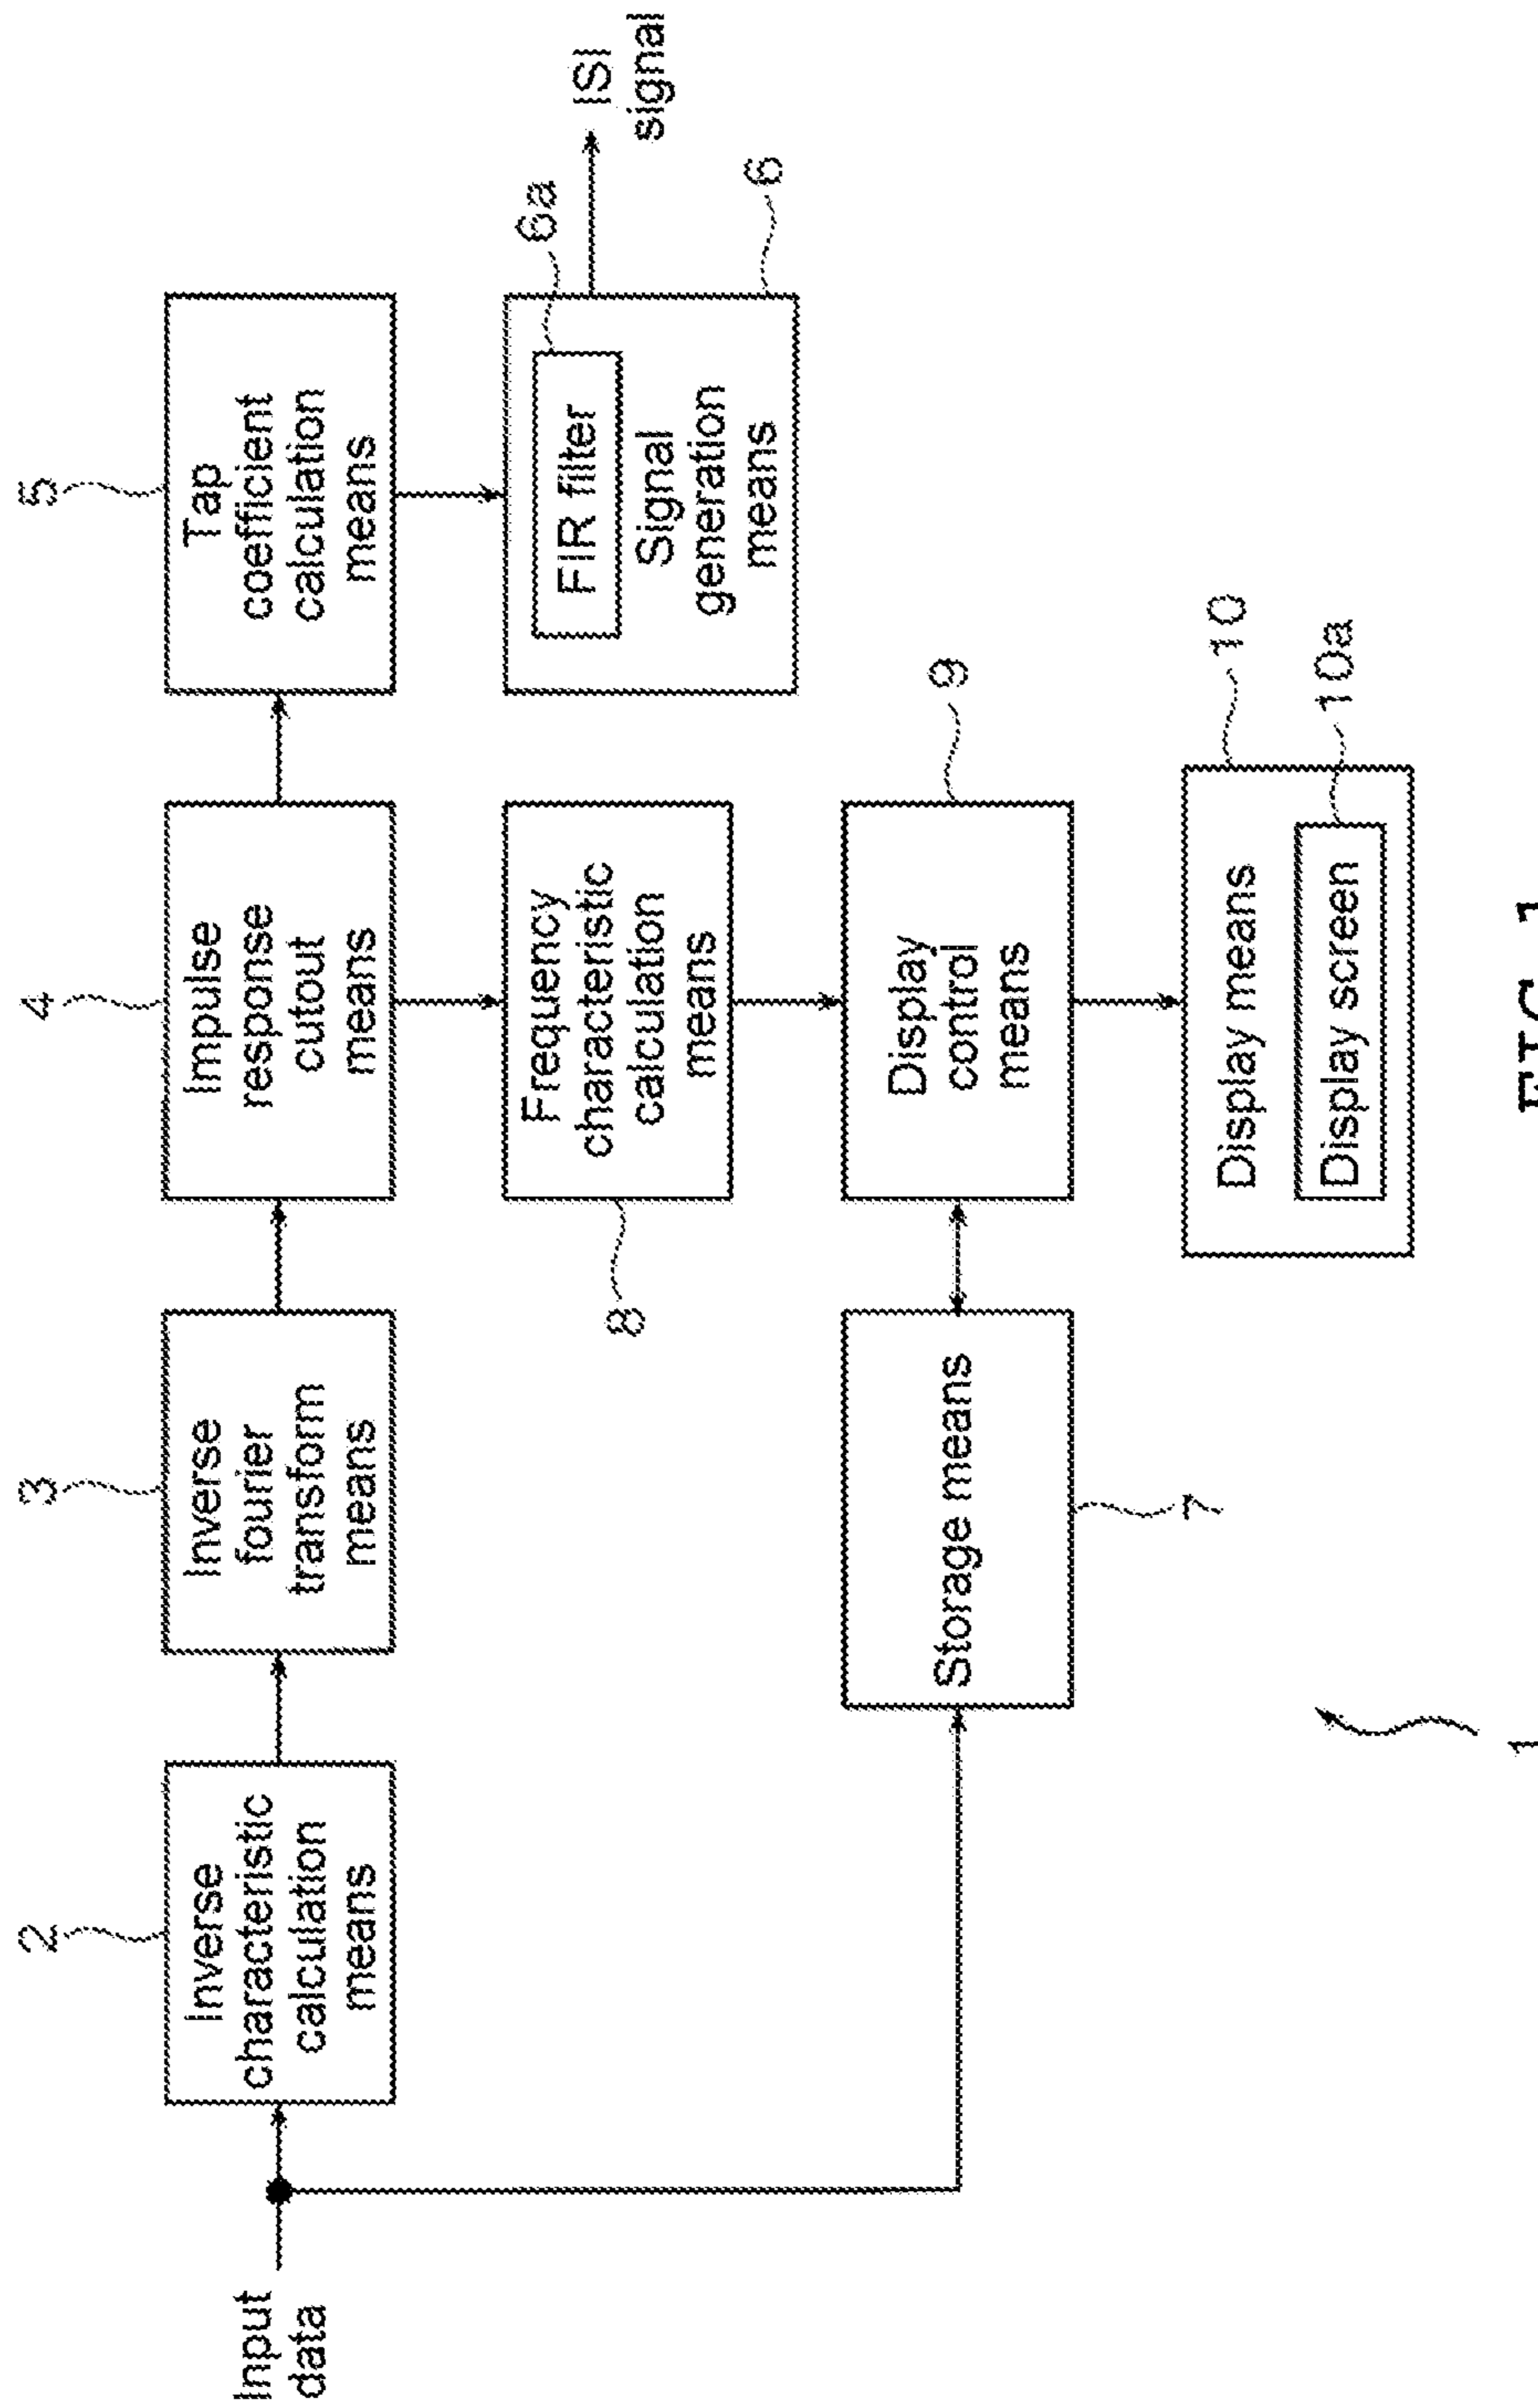 2
3
4
5
Input
data
Inverse
characteristic
calculation
means
Inverse
fourier
transform
means
Impulse
response
cutout
means
Tap
coefficient
calculation
means
6a
ISI
signal
FIR filter
Signal
generation
means
6
8
Frequency
characteristic
calculation
means
Storage means
7
Display
control
means
9
Display means
10
Display screen
10a
1
FIG. 1